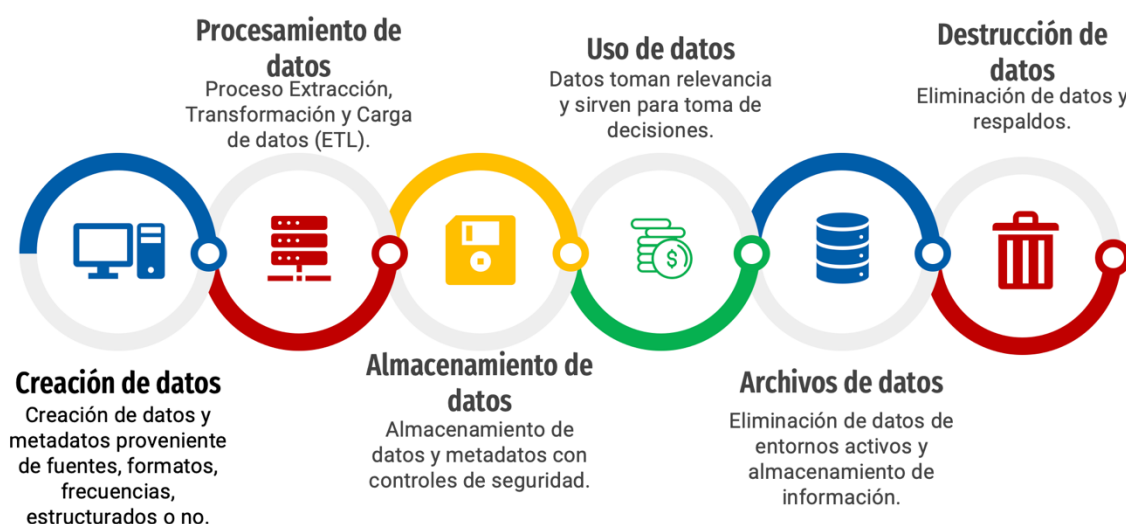 Creación de datos
Creación de datos y
metadatos proveniente
de fuentes, formatos,
frecuencias,
estructurados o no.
Procesamiento de
datos
Proceso Extracción,
Transformación y Carga
de datos (ETL).
Almacenamiento de
datos
Almacenamiento de
datos y metadatos con
controles de seguridad.
Uso de datos
Datos toman relevancia
y sirven para toma de
decisiones.
$
Archivos de datos
Eliminación de datos de
entornos activos y
almacenamiento de
información.
Destrucción de
datos
Eliminación de datos y
respaldos.